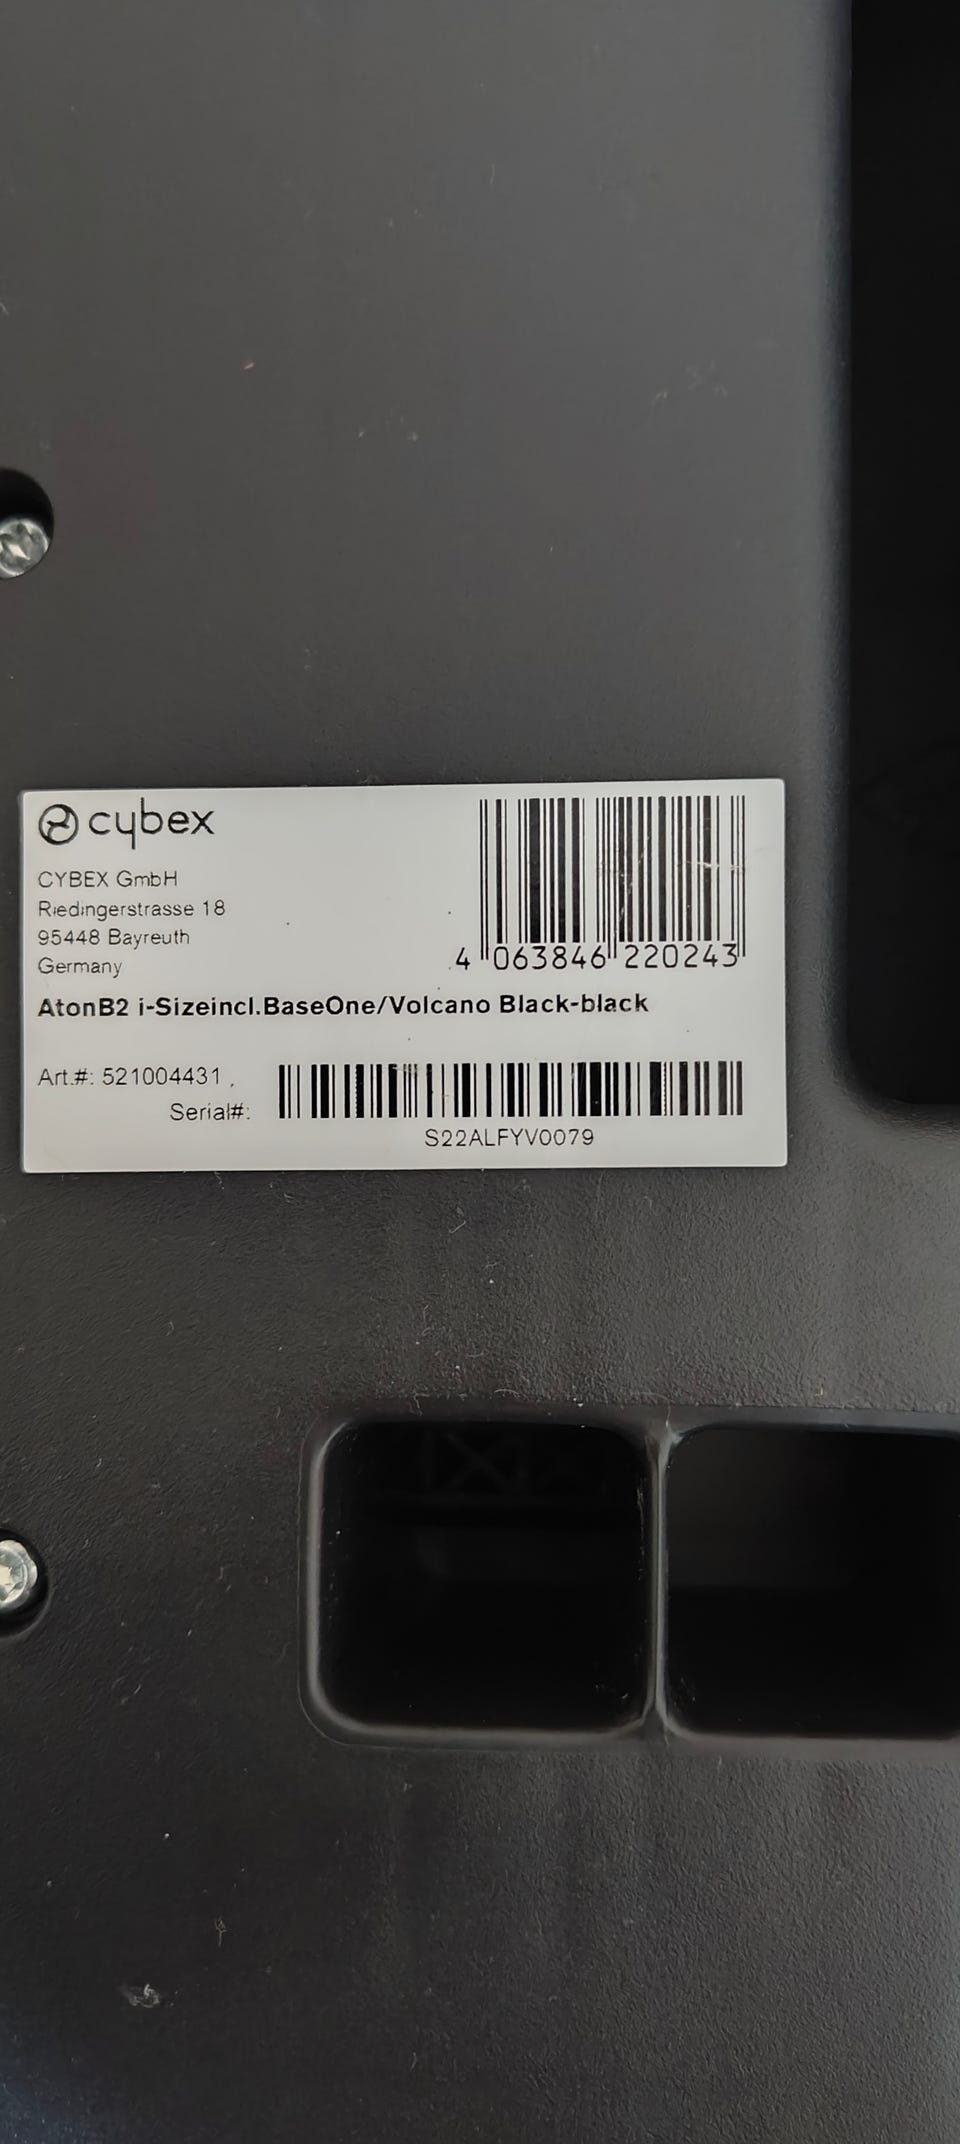 cybex
CYBEX GmbH
Riedingerstrasse 18
95448 Bayreuth
Germany
4 063846 220243
AtonB2 i-Sizeincl.BaseOne/Volcano Black-black
Art.#: 521004431 ,
Serial#:
S22ALFYV0079